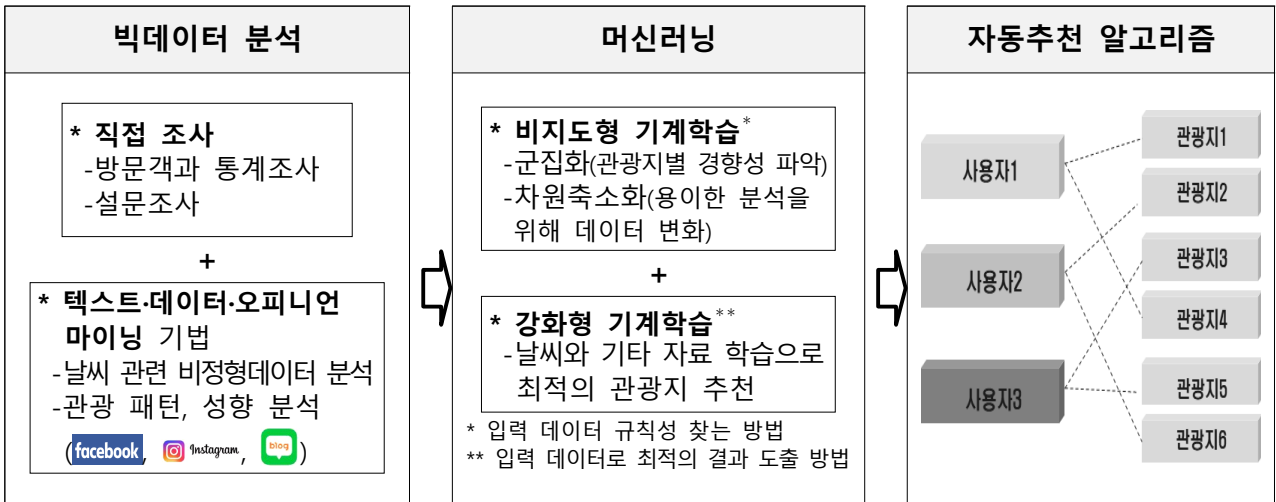 빅데이터 분석
* 직접 조사
-방문객과 통계조사
-설문조사
+
* 텍스트·데이터·오피니언
마이닝 기법
-날씨 관련 비정형데이터 분석
-관광 패턴, 성향 분석
(facebook, Instagram, blog)
머신러닝
* 비지도형 기계학습*
-군집화(관광지별 경향성 파악)
-차원축소화(용이한 분석을
위해 데이터 변화)
+
* 강화형 기계학습**
-날씨와 기타 자료 학습으로
최적의 관광지 추천
* 입력 데이터 규칙성 찾는 방법
** 입력 데이터로 최적의 결과 도출 방법
자동추천 알고리즘
사용자1
사용자2
사용자3
관광지1
관광지2
관광지3
관광지4
관광지5
관광지6